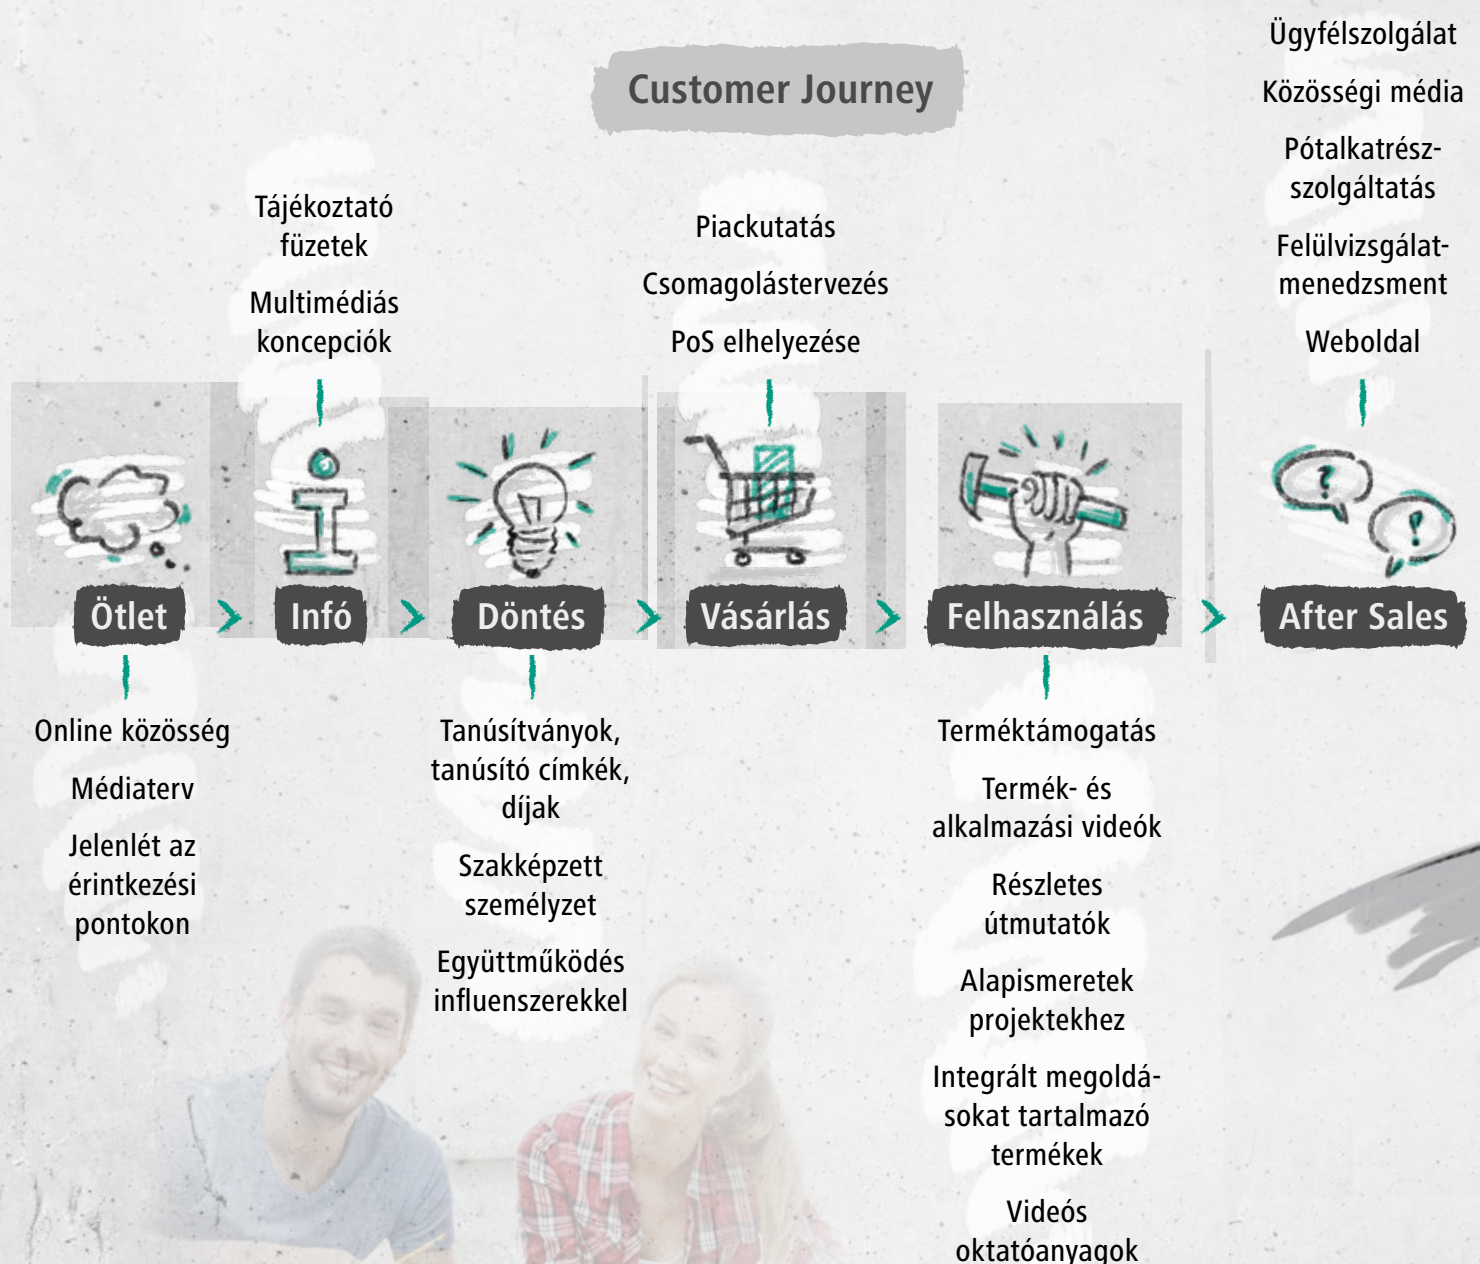 Customer Journey
Ügyfélszolgálat
Közösségi média
Pótalkatrész-
szolgáltatás
Felülvizsgálat-
menedzsment
Weboldal
Tájékoztató
füzetek
Multimédiás
koncepciók
Piackutatás
Csomagolástervezés
PoS elhelyezése
Ötlet
Infó
Döntés
Vásárlás
Felhasználás
After Sales
Online közösség
Médiaterv
Jelenlét az
érintkezési
pontokon
Tanúsítványok,
tanúsító címkék,
díjak
Szakképzett
személyzet
Együttműködés
influenszerekkel
Terméktámogatás
Termék- és
alkalmazási videók
Részletes
útmutatók
Alapismeretek
projektekhez
Integrált megoldá-
sokat tartalmazó
termékek
Videós
oktatóanyagok